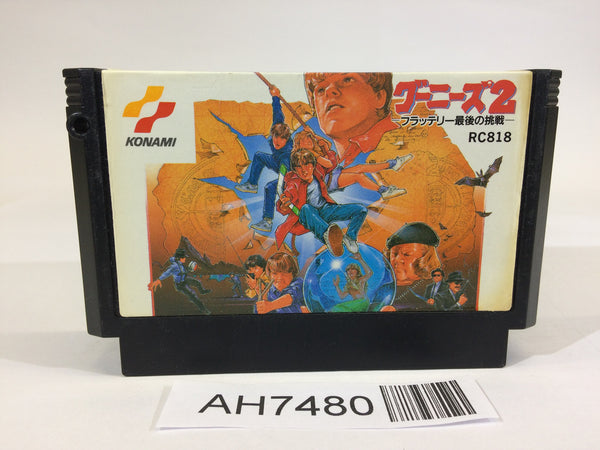 KONAMI
グーニーズ2
—フラッテリー最後の挑戦—
RC818
AH7480